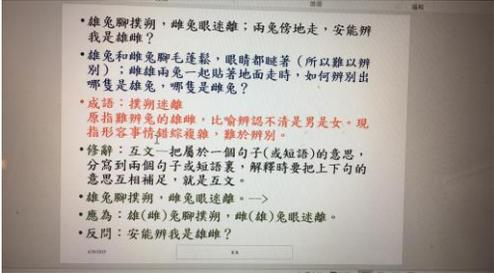 •雄兔腳撲朔，雌兔眼迷離；兩兔傍地走，安能辨
我是雄雌？
•雄兔和雌兔腳毛蓬鬆，眼睛都瞇著（所以難以辨
別）；雌雄兩兔一起貼著地面走時，如何辨別出
哪隻是雄兔，哪隻是雌兔？
•成語：撲朔迷離
原指難辨兔的雄雌，比喻辨認不清是男是女。現
指形容事情錯綜複雜，難於辨別。
•修辭：互文—把屬於一個句子(或短語)的意思，
分寫到兩個句子或短語裏，解釋時要把上下句的
意思互相補足，就是互文。
•雄兔腳撲朔，雌兔眼迷離。—>
•應為：雄(雌)兔腳撲朔，雌(雄)兔眼迷離。
•反問：安能辨我是雄雌？